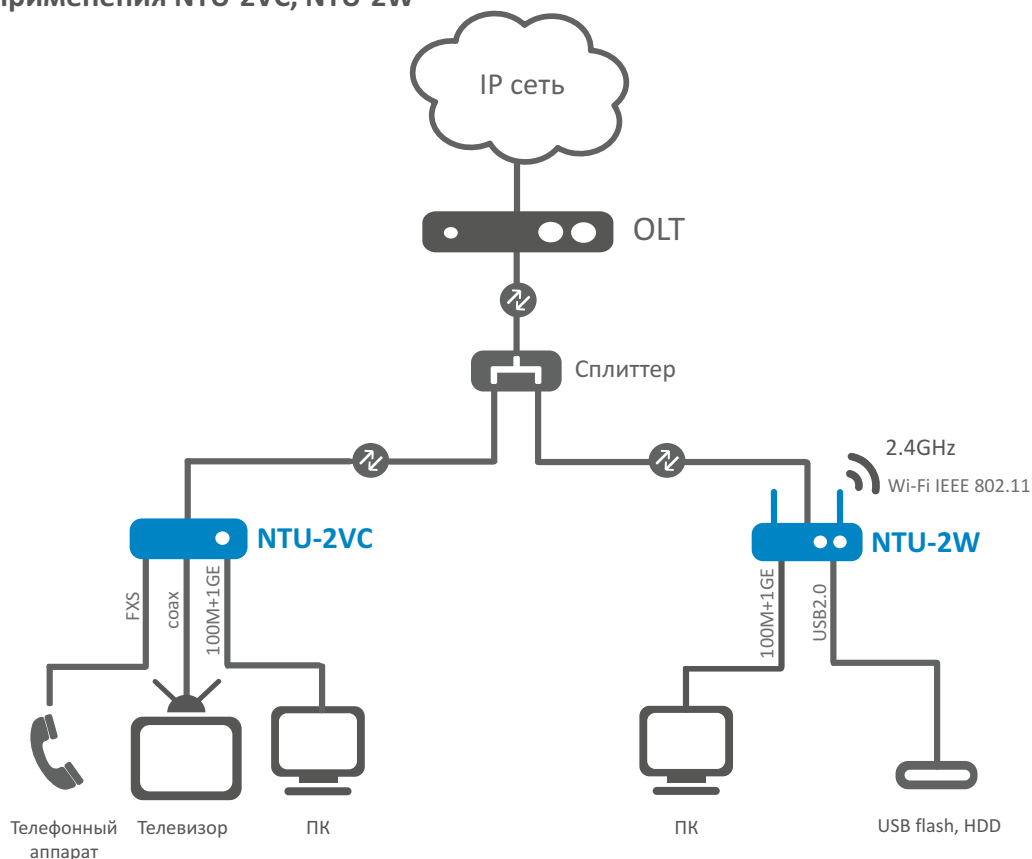 применения NTU-2VC, NTU-2W
IP сеть
OLT
Сплиттер
2.4GHz
Wi-Fi IEEE 802.11
NTU-2VC
NTU-2W
FXS
coax
100M+1GE
100M+1GE
USB2.0
Телефонный
аппарат
Телевизор
ПК
ПК
USB flash, HDD